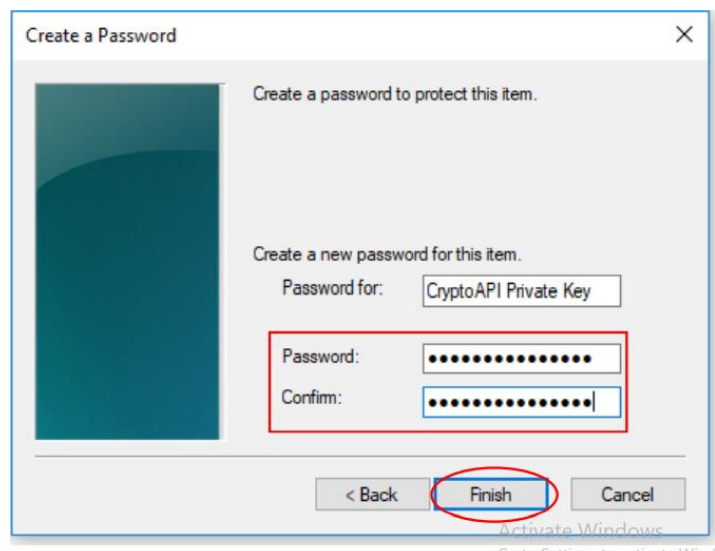 Create a Password
Create a password to protect this item.
Create a new password for this item.
Password for: CryptoAPI Private Key
Password: ●●●●●●●●●●●●●●●
Confirm: ●●●●●●●●●●●●●●●
< Back Finish Cancel
Activate Windows